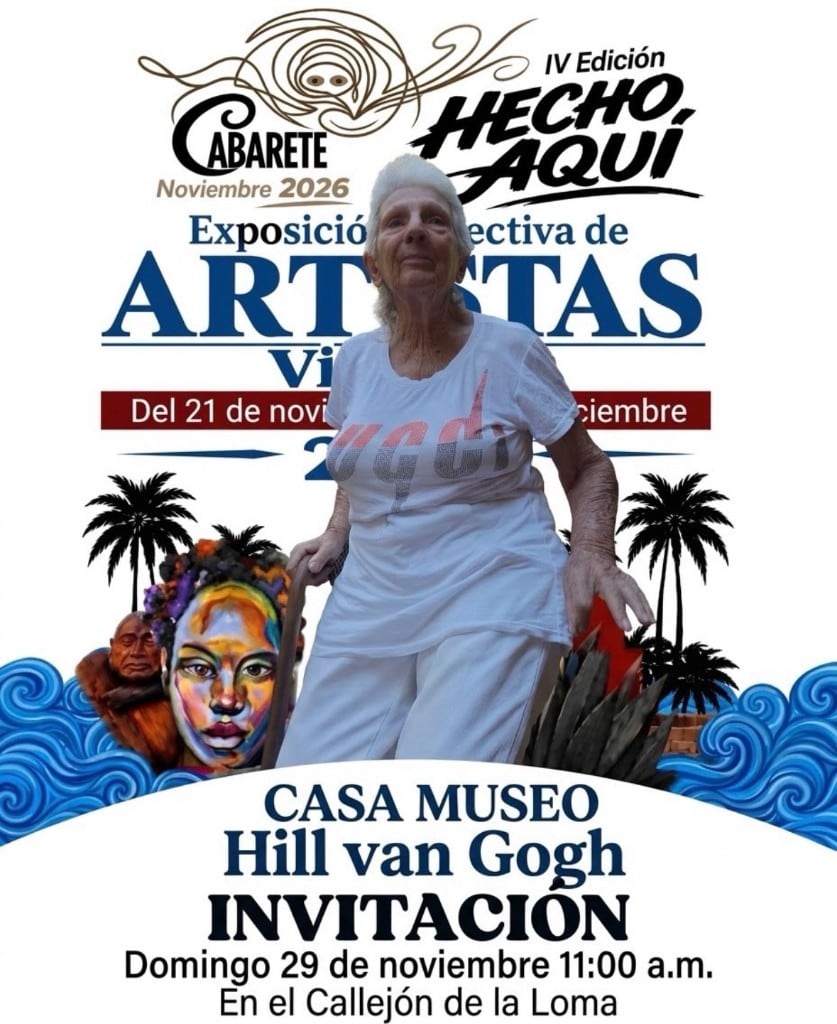 IV Edición
HECHO
AQUÍ
CABARETE
Noviembre 2026
Exposició ectiva de
ART STAS
Vi
Del 21 de novi ciembre
2
ugdi
CASA MUSEO
Hill van Gogh
INVITACIÓN
Domingo 29 de noviembre 11:00 a.m.
En el Callejón de la Loma